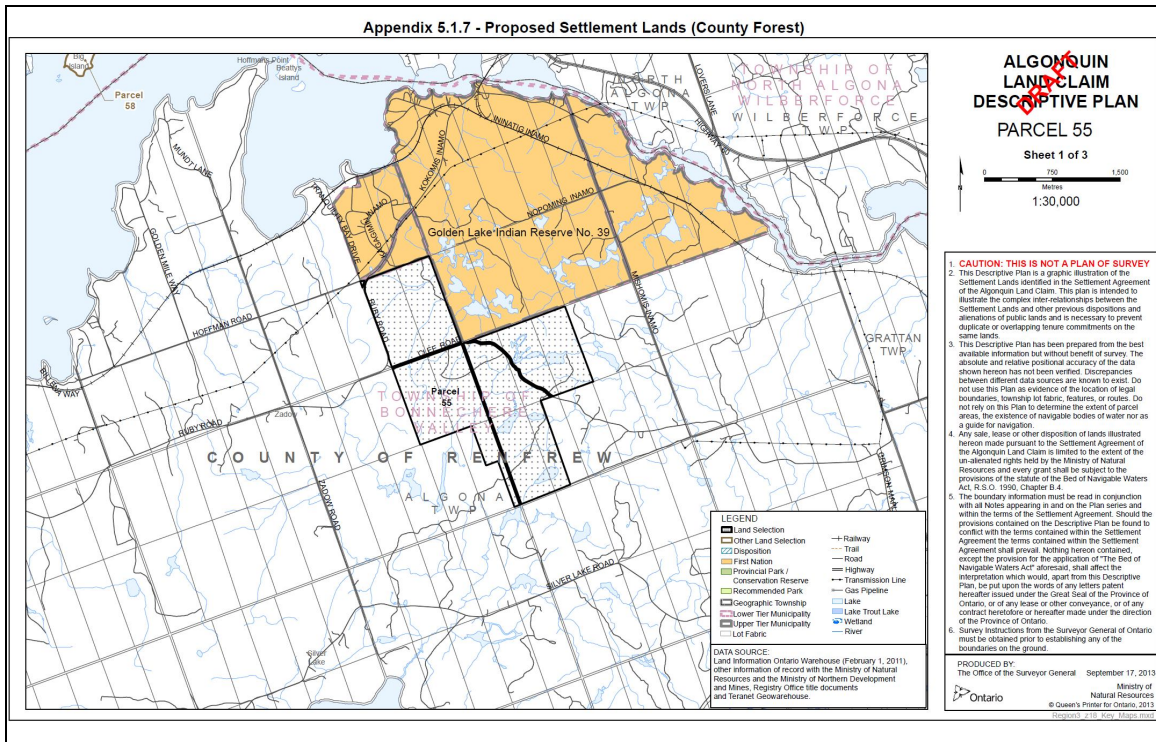 Appendix 5.1.7 - Proposed Settlement Lands (County Forest)
Big
Island
Parcel
58
Hoffmans Point
Beattys
Island
NORTH
ALGONA
TWP
TOWNSHIP OF
NORTH ALGONA
WILBERFORCE
WILBERFORCE
TWP
LOVERS LANE
HIGHWAY 60
ININATIG INAMO
KOKOMIS INAMO
NOPOMING INAMO
KAGAGIMIN INAMO
Golden Lake Indian Reserve No. 39
MISHOMIS INAMO
MUNDT LANE
GOLDEN MILE WAY
TRANQUILITY BAY DRIVE
HOFFMAN ROAD
RUBY ROAD
RUBY ROAD
Zadow
Parcel
55
TOWNSHIP OF
BONNECHERE
VALLEY
GRATTAN
TWP
COUNTY OF RENFREW
ALGONA
TWP
ZADOW ROAD
SILVER LAKE ROAD
Silver
Lake
LEGEND
Land Selection
Other Land Selection
Disposition
First Nation
Provincial Park /
Conservation Reserve
Recommended Park
Geographic Township
Lower Tier Municipality
Upper Tier Municipality
Lot Fabric
Railway
Trail
Road
Highway
Transmission Line
Gas Pipeline
Lake
Lake Trout Lake
Wetland
River
DATA SOURCE:
Land Information Ontario Warehouse (February 1, 2011),
other information of record with the Ministry of Natural
Resources and the Ministry of Northern Development
and Mines, Registry Office title documents
and Teranet Geowarehouse.
ALGONQUIN
LAND CLAIM
DESCRIPTIVE PLAN
DRAFT
PARCEL 55
Sheet 1 of 3
N
0 750 1,500
Metres
1:30,000
1. CAUTION: THIS IS NOT A PLAN OF SURVEY
2. This Descriptive Plan is a graphic illustration of the
Settlement Lands identified in the Settlement Agreement
of the Algonquin Land Claim. This plan is intended to
illustrate the complex inter-relationships between the
Settlement Lands and other previous dispositions and
alienations of public lands and is necessary to prevent
duplicate or overlapping tenure commitments on the
same lands.
3. This Descriptive Plan has been prepared from the best
available information but without benefit of survey. The
absolute and relative positional accuracy of the data
shown hereon has not been verified. Discrepancies
between different data sources are known to exist. Do
not use this Plan as evidence of the location of legal
boundaries, township lot fabric, features, or routes. Do
not rely on this Plan to determine the extent of parcel
areas, the existence of navigable bodies of water nor as
a guide for navigation.
4. Any sale, lease or other disposition of lands illustrated
hereon made pursuant to the Settlement Agreement of
the Algonquin Land Claim is limited to the extent of the
un-alienated rights held by the Ministry of Natural
Resources and every grant shall be subject to the
provisions of the statute of the Bed of Navigable Waters
Act, R.S.O. 1990, Chapter B.4.
5. The boundary information must be read in conjunction
with all Notes appearing in and on the Plan series and
within the terms of the Settlement Agreement. Should the
provisions contained on the Descriptive Plan be found to
conflict with the terms contained within the Settlement
Agreement the terms contained within the Settlement
Agreement shall prevail. Nothing hereon contained,
except the provision for the application of "The Bed of
Navigable Waters Act" aforesaid, shall affect the
interpretation which would, apart from this Descriptive
Plan, be put upon the words of any letters patent
hereafter issued under the Great Seal of the Province of
Ontario, or of any lease or other conveyance, or of any
contract heretofore or hereafter made under the direction
of the Province of Ontario.
6. Survey Instructions from the Surveyor General of Ontario
must be obtained prior to establishing any of the
boundaries on the ground.
PRODUCED BY:
The Office of the Surveyor General September 17, 2013
Ontario
Ministry of
Natural Resources
© Queen's Printer for Ontario, 2013
Region3_z18_Key_Maps.mxd